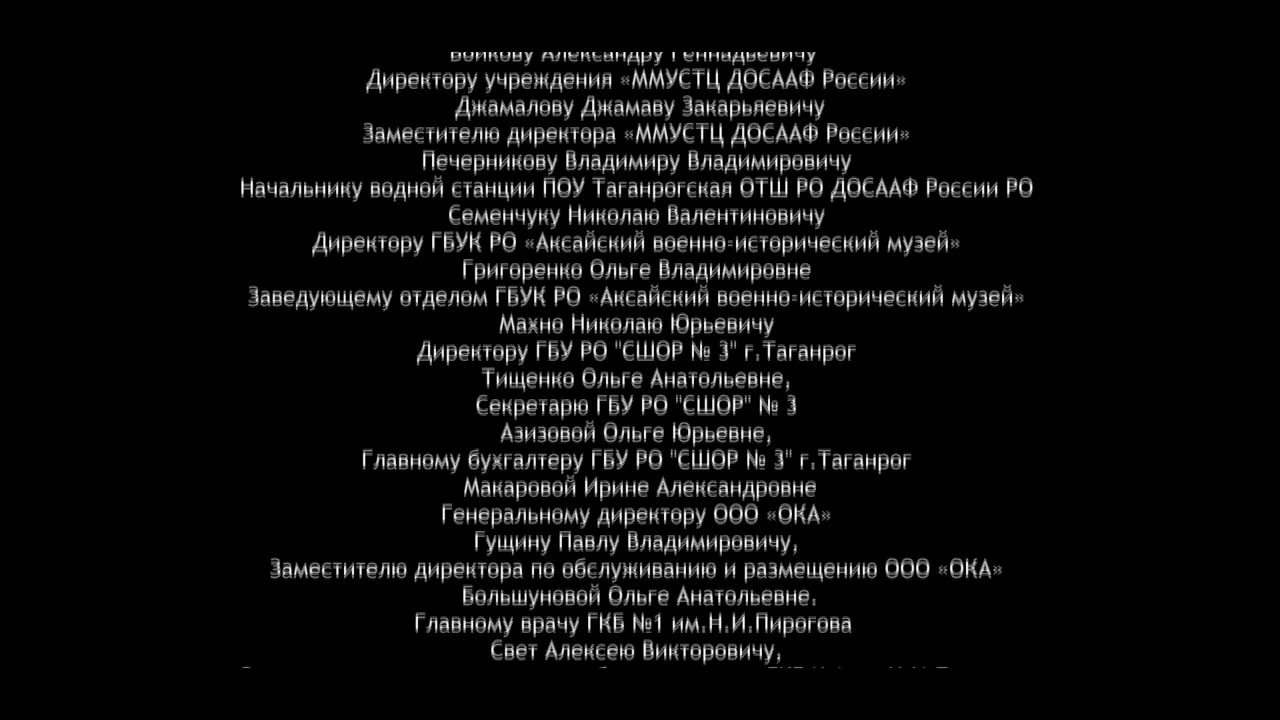 Войкову Александру Геннадьевичу
Директору учреждения «ММУСТЦ ДОСААФ России»
Джамалову Джамаву Закарьяевичу
Заместителю директора «ММУСТЦ ДОСААФ России»
Печерникову Владимиру Владимировичу
Начальнику водной станции ПОУ Таганрогская ОТШ РО ДОСААФ России РО
Семенчуку Николаю Валентиновичу
Директору ГБУК РО «Аксайский военно-исторический музей»
Григоренко Ольге Владимировне
Заведующему отделом ГБУК РО «Аксайский военно-исторический музей»
Махно Николаю Юрьевичу
Директору ГБУ РО "СШОР № 3" г.Таганрог
Тищенко Ольге Анатольевне,
Секретарю ГБУ РО "СШОР" № 3
Азизовой Ольге Юрьевне,
Главному бухгалтеру ГБУ РО "СШОР № 3" г.Таганрог
Макаровой Ирине Александровне
Генеральному директору ООО «ОКА»
Гущину Павлу Владимировичу,
Заместителю директора по обслуживанию и размещению ООО «ОКА»
Большуновой Ольге Анатольевне.
Главному врачу ГКБ №1 им.Н.И.Пирогова
Свет Алексею Викторовичу,